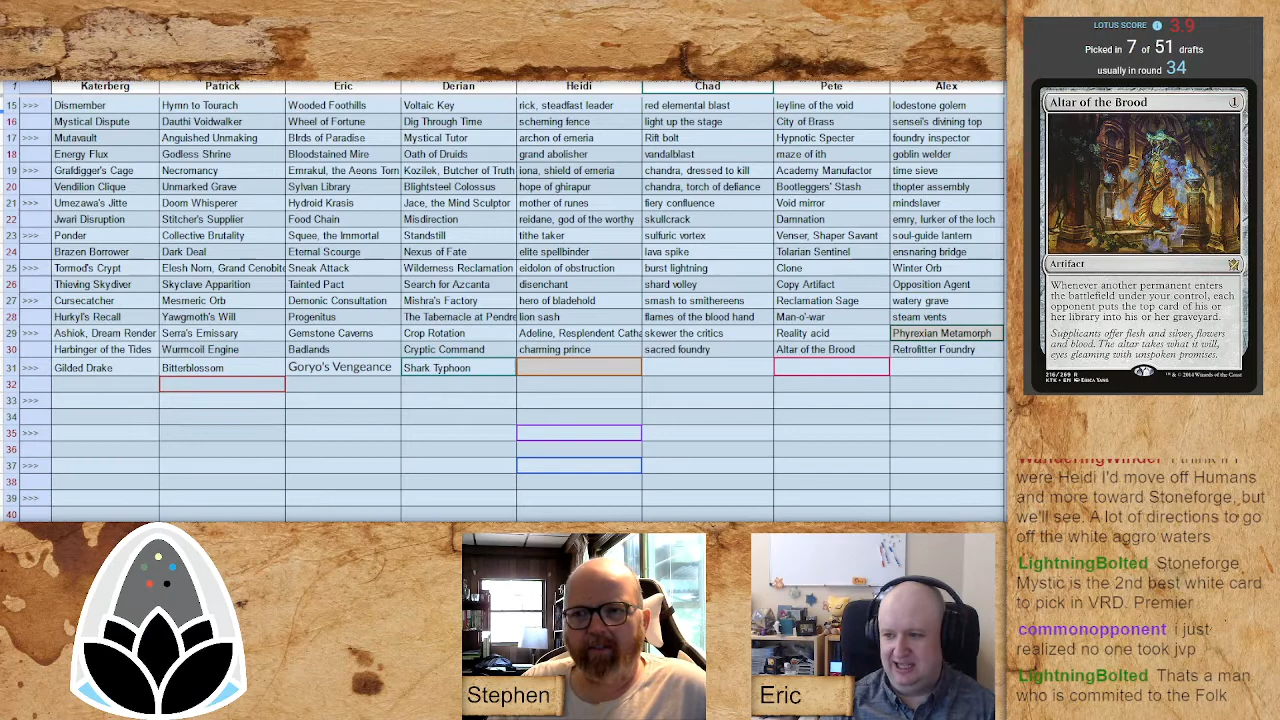 1 Katerberg Patrick Eric Derian Heidi Chad Pete Alex
15 >>> Dismember Hymn to Tourach Wooded Foothills Voltaic Key rick, steadfast leader red elemental blast leyline of the void lodestone golem
16 >>> Mystical Dispute Dauthi Voidwalker Wheel of Fortune Dig Through Time scheming fence light up the stage City of Brass sensei's divining top
17 >>> Mutavault Anguished Unmaking BIrds of Paradise Mystical Tutor archon of emeria Rift bolt Hypnotic Specter foundry inspector
18 Energy Flux Godless Shrine Bloodstained Mire Oath of Druids grand abolisher vandalblast maze of ith goblin welder
19 >>> Grafdigger's Cage Necromancy Emrakul, the Aeons Torn Kozilek, Butcher of Truth iona, shield of emeria chandra, dressed to kill Academy Manufactor time sieve
20 >>> Vendilion Clique Unmarked Grave Sylvan Library Blightsteel Colossus hope of ghirapur chandra, torch of defiance Bootleggers' Stash thopter assembly
21 >>> Umezawa's Jitte Doom Whisperer Hydroid Krasis Jace, the Mind Sculptor mother of runes fiery confluence Void mirror mindslaver
22 Jwari Disruption Stitcher's Supplier Food Chain Misdirection reidane, god of the worthy skullcrack Damnation emry, lurker of the loch
23 >>> Ponder Collective Brutality Squee, the Immortal Standstill tithe taker sulfuric vortex Venser, Shaper Savant soul-guide lantern
24 Brazen Borrower Dark Deal Eternal Scourge Nexus of Fate elite spellbinder lava spike Tolarian Sentinel ensnaring bridge
25 >>> Tormod's Crypt Elesh Norn, Grand Cenobite Sneak Attack Wilderness Reclamation eidolon of obstruction burst lightning Clone Winter Orb
26 Thieving Skydiver Skyclave Apparition Tainted Pact Search for Azcanta disenchant shard volley Copy Artifact Opposition Agent
27 >>> Cursecatcher Mesmeric Orb Demonic Consultation Mishra's Factory hero of bladehold smash to smithereens Reclamation Sage watery grave
28 Hurkyl's Recall Yawgmoth's Will Progenitus The Tabernacle at Pendre lion sash flames of the blood hand Man-o'-war steam vents
29 >>> Ashiok, Dream Render Serra's Emissary Gemstone Caverns Crop Rotation Adeline, Resplendent Catha skewer the critics Reality acid Phyrexian Metamorph
30 Harbinger of the Tides Wurmcoil Engine Badlands Cryptic Command charming prince sacred foundry Altar of the Brood Retrofitter Foundry
31 >>> Gilded Drake Bitterblossom Goryo's Vengeance Shark Typhoon
32
33 >>>
34
35 >>>
36
37 >>>
38
39 >>>
40
LOTUS SCORE 3.9
Picked in 7 of 51 drafts
usually in round 34
Altar of the Brood 1
Artifact
Whenever another permanent enters
the battlefield under your control, each
opponent puts the top card of his or
her library into his or her graveyard.
Supplicants offer flesh and silver, flowers
and blood. The altar takes what it will,
eyes gleaming with unspoken promise.
WanderingWinder I think if I
were Heidi I'd move off Humans
and more toward Stoneforge, but
we'll see. A lot of directions to go
off the white aggro waters
LightningBolted Stoneforge
Mystic is the 2nd best white card
to pick in VRD. Premier
commonopponent i just
realized no one took jvp
LightningBolted Thats a man
who is commited to the Folk
Stephen
Eric